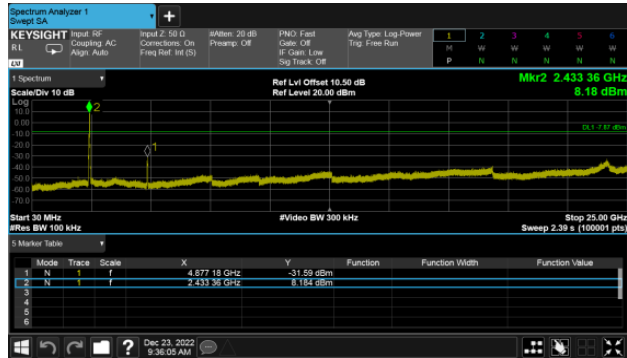 Spectrum Analyzer 1
Swept SA
+
KEYSIGHT Input: RF Input Z: 50 Ω #Atten: 20 dB PNO: Fast Avg Type: Log-Power 1 2 3 4 5 6
RL Coupling: AC Corrections: On Preamp: Off Gate: Off Trig: Free Run M W W W W W
Align: Auto Freq Ref: Int (S) IF Gain: Low
LXI Sig Track: Off P N N N N N
1 Spectrum Ref Lvl Offset 10.50 dB Mkr2 2.433 36 GHz
Scale/Div 10 dB Ref Level 20.00 dBm 8.18 dBm
Log
10.0 2
0.00
DL1 -7.87 dBm
-10.0
-20.0 1
-30.0
-40.0
-50.0
-60.0
-70.0
Start 30 MHz #Video BW 300 kHz Stop 25.00 GHz
#Res BW 100 kHz Sweep 2.39 s (100001 pts)
5 Marker Table
Mode Trace Scale X Y Function Function Width Function Value
1 N 1 f 4.877 18 GHz -31.59 dBm
2 N 1 f 2.433 36 GHz 8.184 dBm
3
4
5
6
? Dec 23, 2022
9:36:05 AM